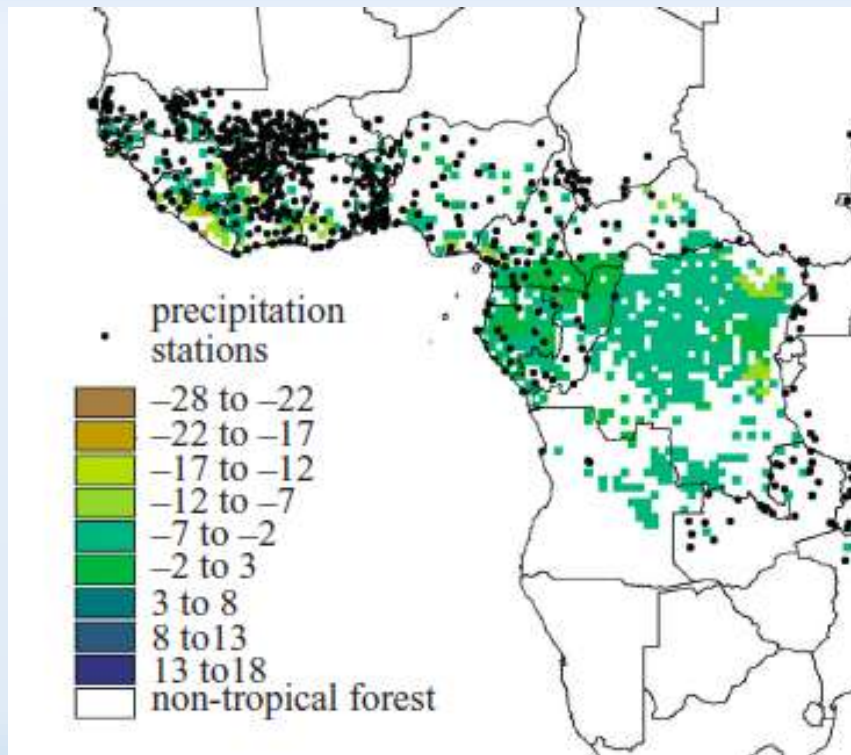 precipitation
stations
–28 to –22
–22 to –17
–17 to –12
–12 to –7
–7 to –2
–2 to 3
3 to 8
8 to13
13 to18
non-tropical forest